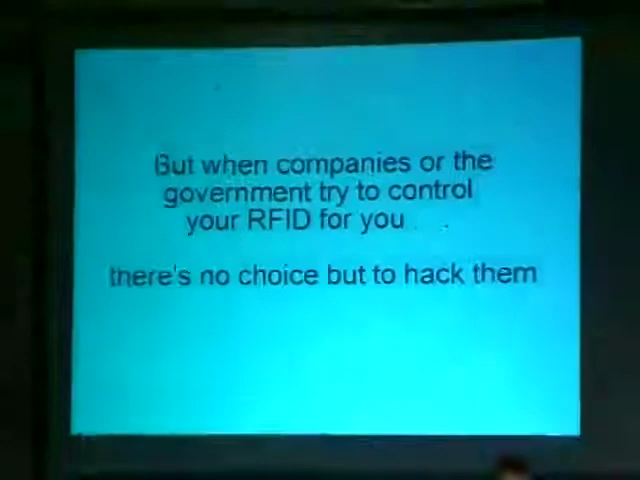 But when companies or the
government try to control
your RFID for you
there's no choice but to hack them